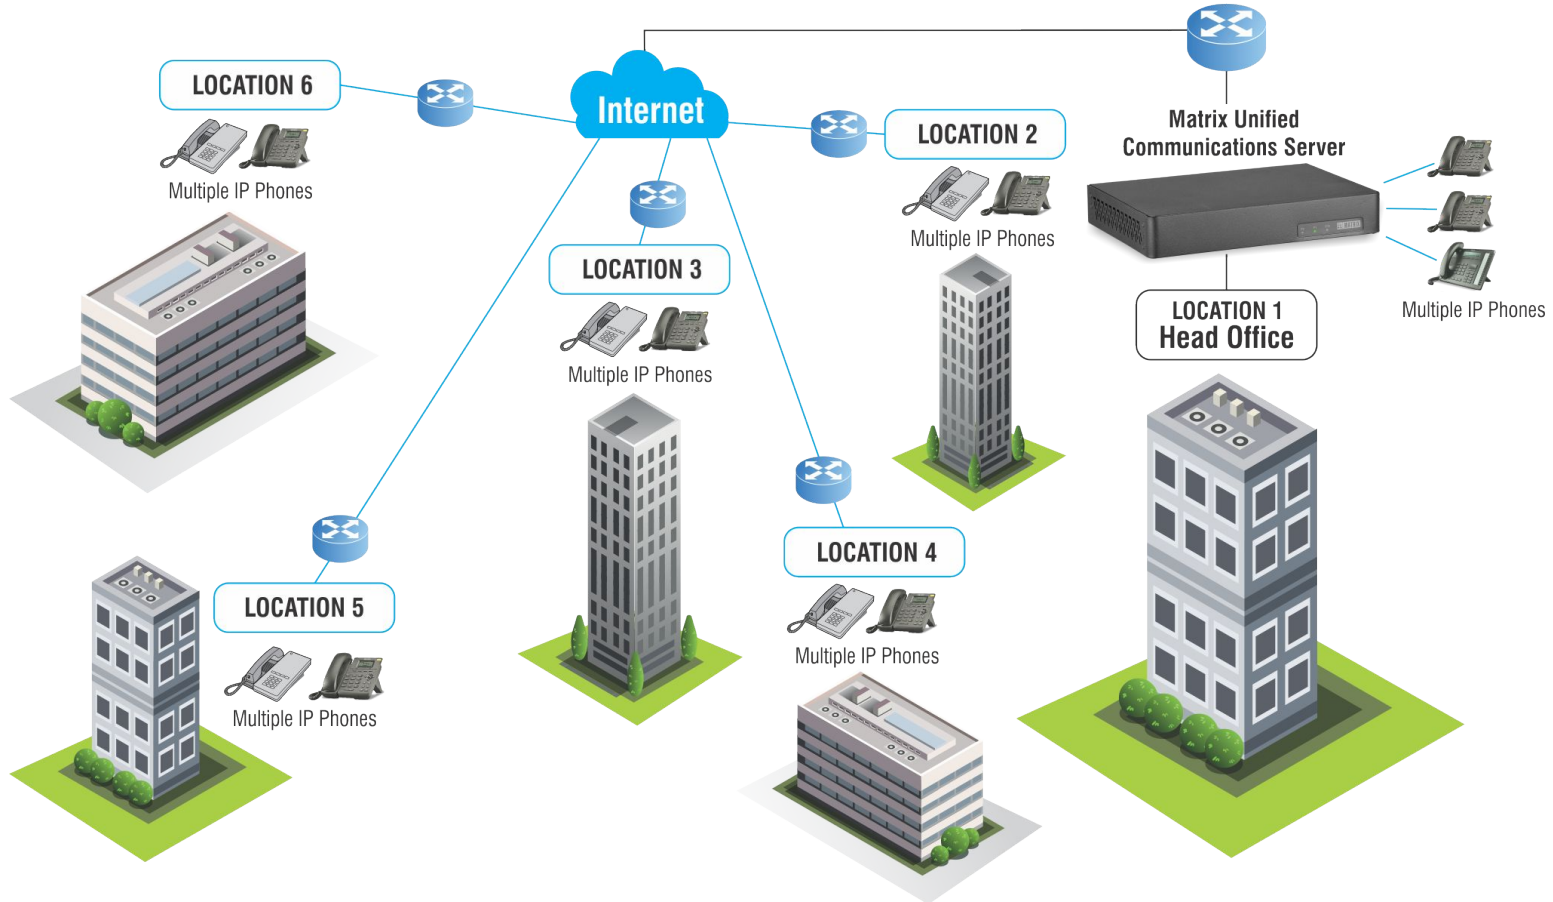 LOCATION 6
Multiple IP Phones
Internet
LOCATION 2
Multiple IP Phones
Matrix Unified
Communications Server
Multiple IP Phones
LOCATION 1
Head Office
LOCATION 3
Multiple IP Phones
LOCATION 4
Multiple IP Phones
LOCATION 5
Multiple IP Phones